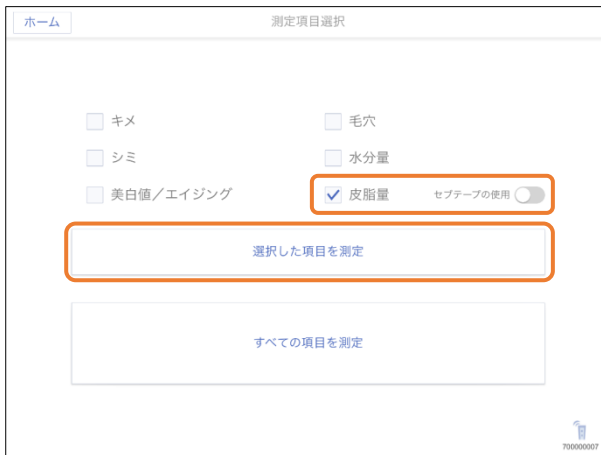 ホーム
測定項目選択
キメ
毛穴
シミ
水分量
美白値／エイジング
皮脂量 セブテープの使用
選択した項目を測定
すべての項目を測定
700000007